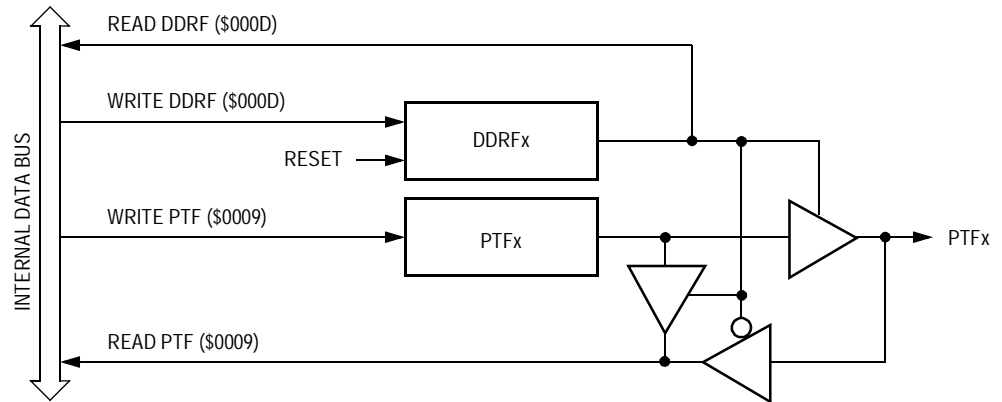 READ DDRF ($000D)
WRITE DDRF ($000D)
DDRFx
RESET
WRITE PTF ($0009)
PTFx
PTFx
READ PTF ($0009)
INTERNAL DATA BUS